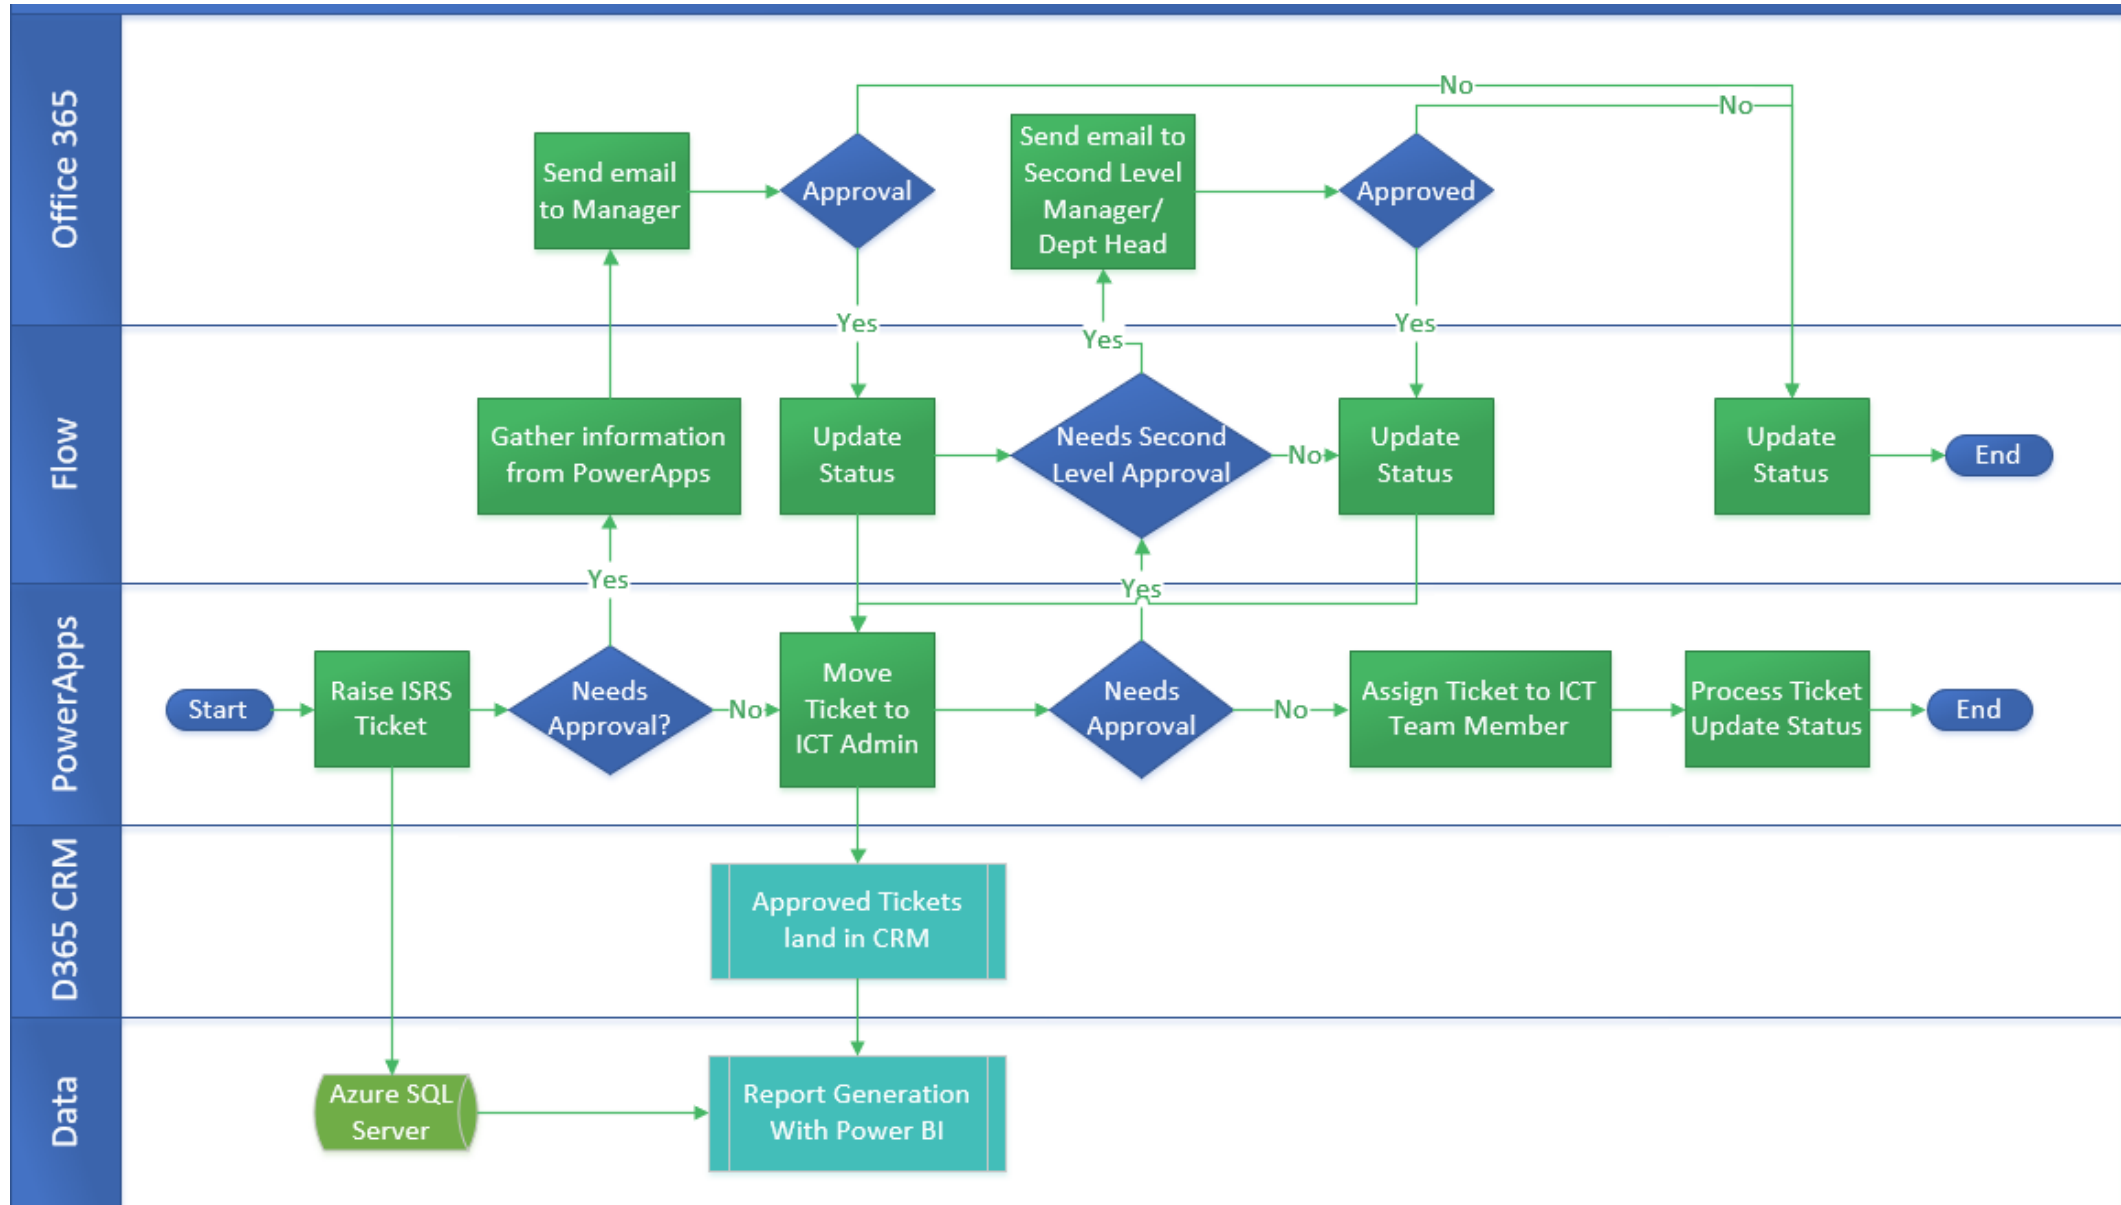 Office 365
No
No
Send email
to Manager
Approval
Send email to
Second Level
Manager/
Dept Head
Approved
Yes
Yes
Yes
Flow
Gather information
from PowerApps
Update
Status
Needs Second
Level Approval
No
Update
Status
Update
Status
End
Yes
Yes
PowerApps
Start
Raise ISRS
Ticket
Needs
Approval?
No
Move
Ticket to
ICT Admin
Needs
Approval
No
Assign Ticket to ICT
Team Member
Process Ticket
Update Status
End
D365 CRM
Approved Tickets
land in CRM
Data
Azure SQL
Server
Report Generation
With Power BI